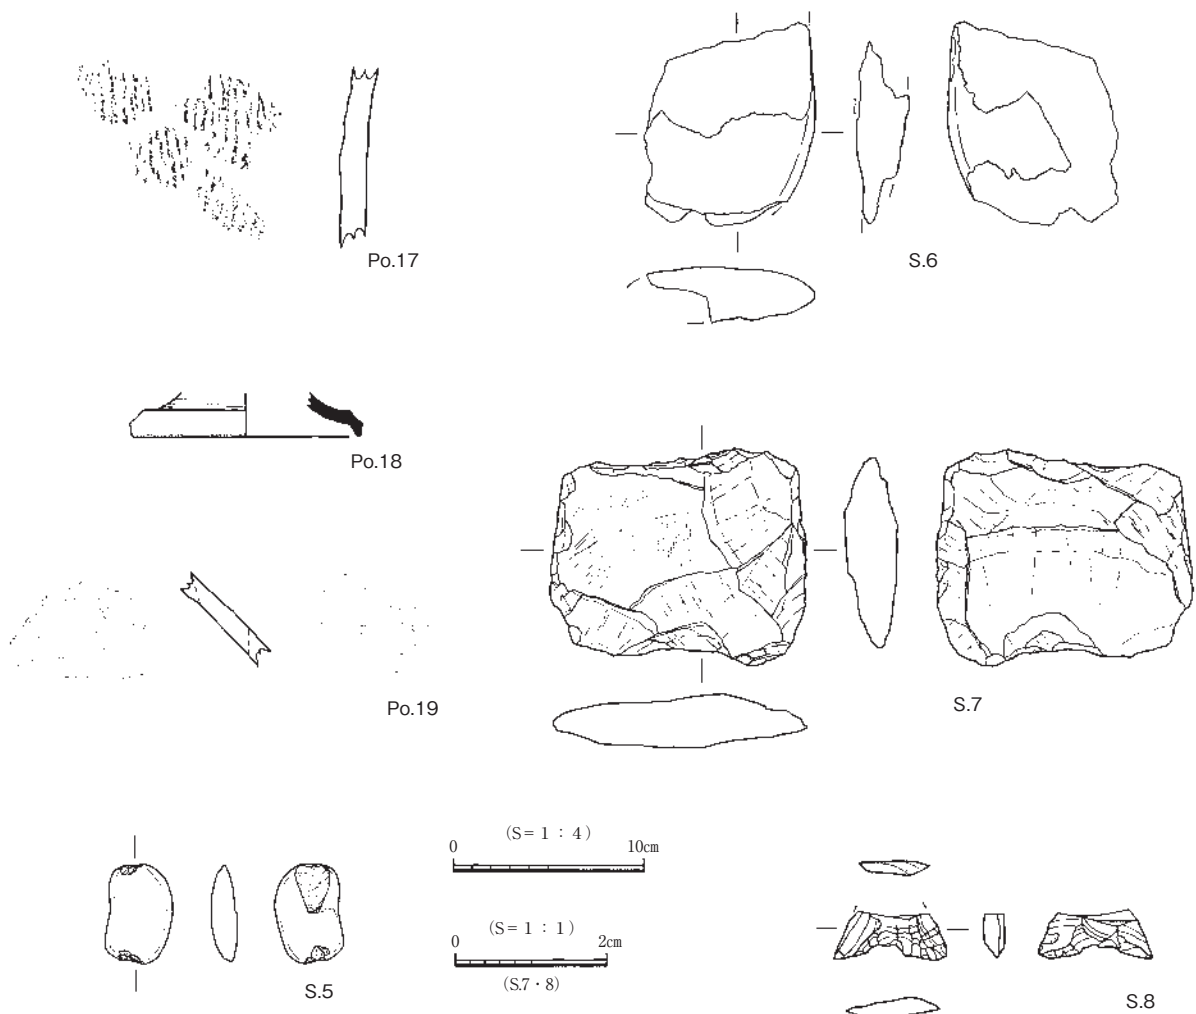 Po.17
S.6
Po.18
Po.19
S.7
(S=1：4)
0 10㎝
(S=1：1)
0 2㎝
(S.7・8)
S.5
S.8